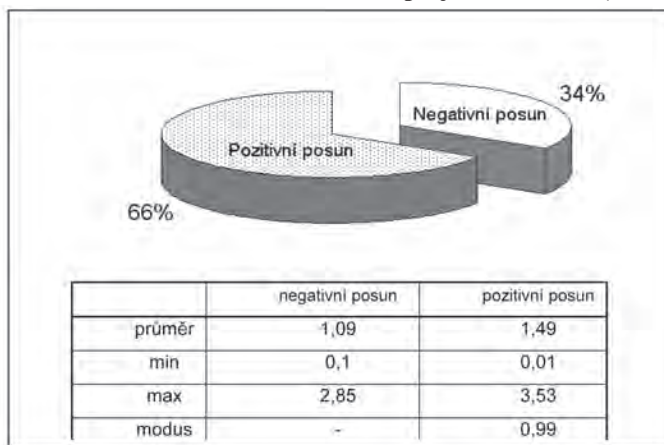 34%
Negativní posun
Pozitivní posun
66%
negativní posun pozitivní posun
průměr 1,09 1,49
min 0,1 0,01
max 2,85 3,53
modus - 0,99